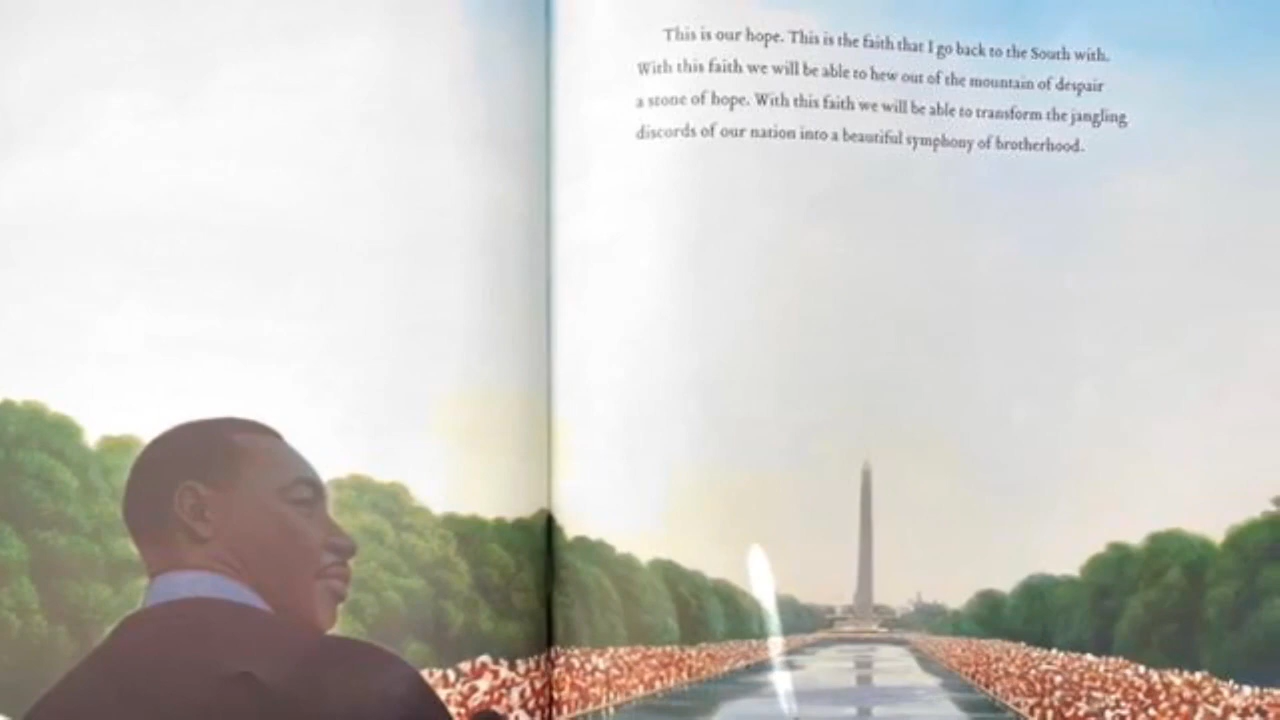 This is our hope. This is the faith that I go back to the South with.
With this faith we will be able to hew out of the mountain of despair
a stone of hope. With this faith we will be able to transform the jangling
discords of our nation into a beautiful symphony of brotherhood.